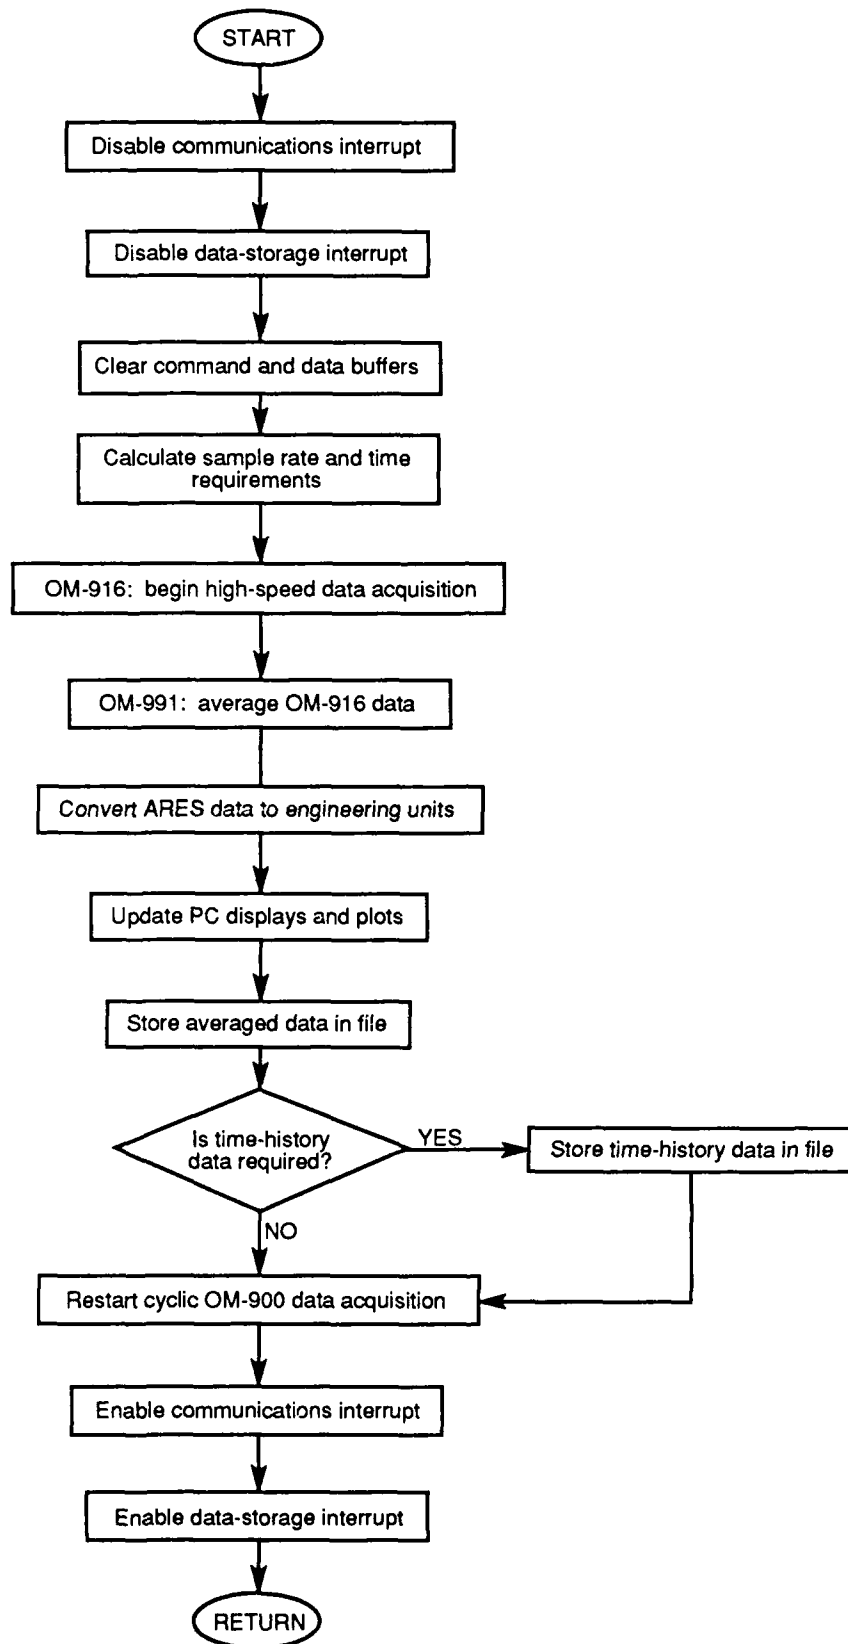 START
Disable communications interrupt
Disable data-storage interrupt
Clear command and data buffers
Calculate sample rate and time
requirements
OM-916: begin high-speed data acquisition
OM-991: average OM-916 data
Convert ARES data to engineering units
Update PC displays and plots
Store averaged data in file
Is time-history
data required?
YES
Store time-history data in file
NO
Restart cyclic OM-900 data acquisition
Enable communications interrupt
Enable data-storage interrupt
RETURN